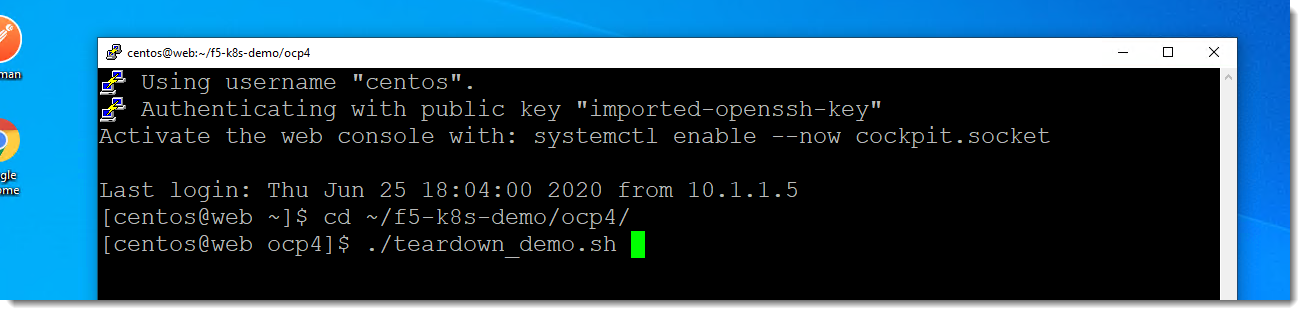 man
centos@web:~/f5-k8s-demo/ocp4
Using username "centos".
Authenticating with public key "imported-openssh-key"
Activate the web console with: systemctl enable --now cockpit.socket
gle
ome
Last login: Thu Jun 25 18:04:00 2020 from 10.1.1.5
[centos@web ~]$ cd ~/f5-k8s-demo/ocp4/
[centos@web ocp4]$ ./teardown_demo.sh